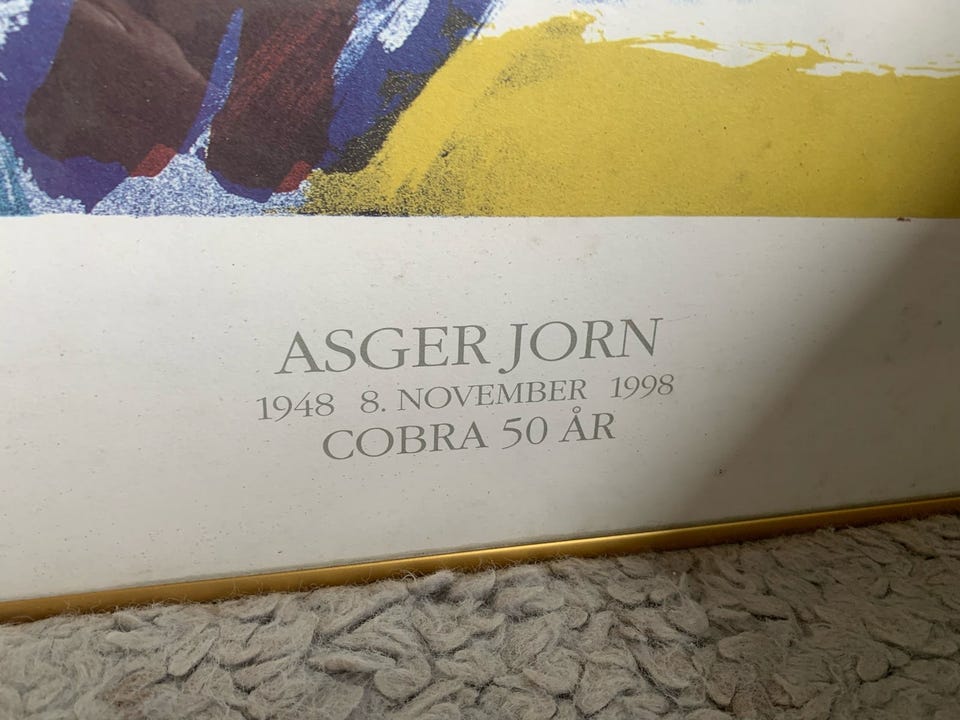 ASGER JORN
1948 8. NOVEMBER 1998
COBRA 50 ÅR